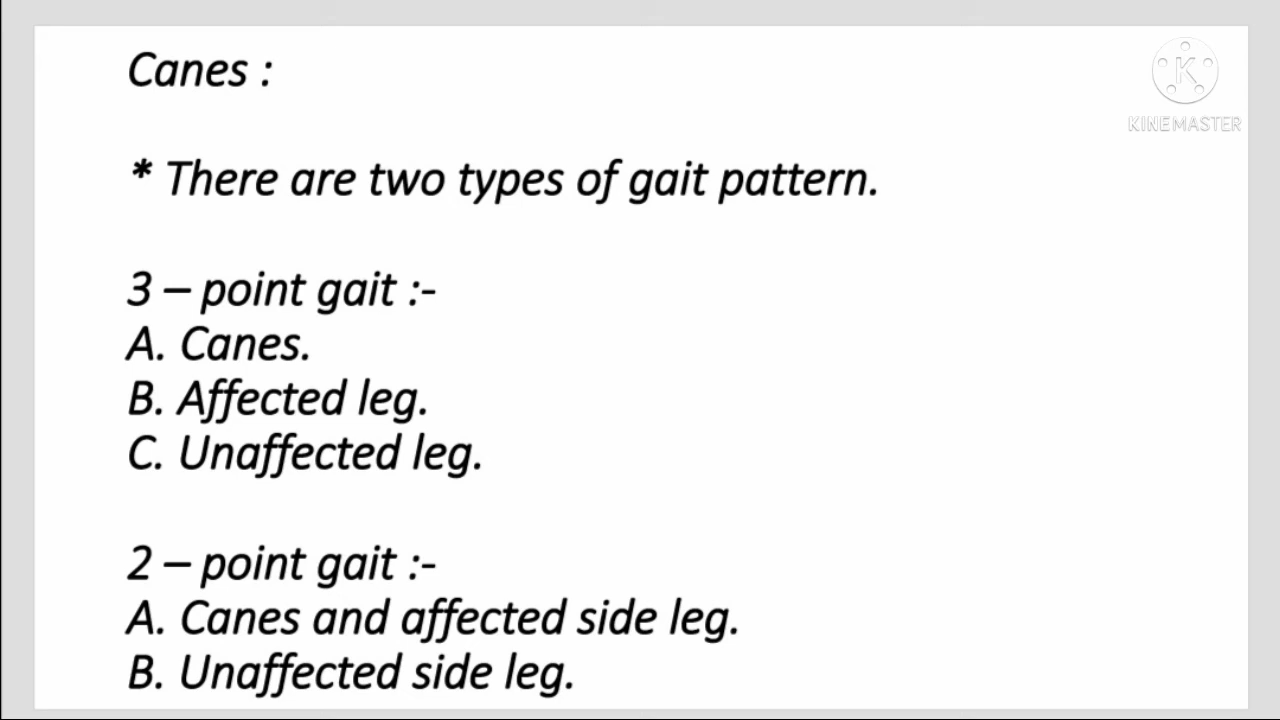 Canes :
K
KINEMASTER
* There are two types of gait pattern.
3 – point gait :-
A. Canes.
B. Affected leg.
C. Unaffected leg.
2 – point gait :-
A. Canes and affected side leg.
B. Unaffected side leg.